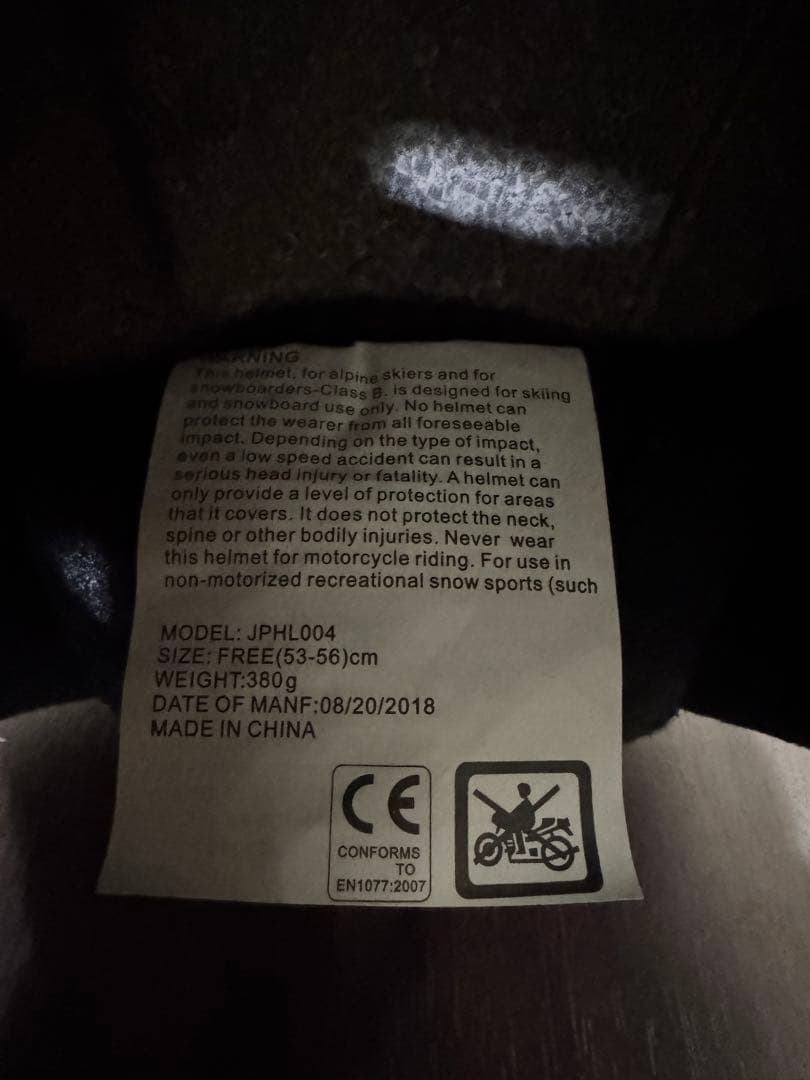 WARNING
This helmet, for alpine skiers and for
snowboarders-Class B. is designed for skiing
and snowboard use only. No helmet can
protect the wearer from all foreseeable
impact. Depending on the type of impact,
even a low speed accident can result in a
serious head injury or fatality. A helmet can
only provide a level of protection for areas
that it covers. It does not protect the neck,
spine or other bodily injuries. Never wear
this helmet for motorcycle riding. For use in
non-motorized recreational snow sports (such
MODEL: JPHL004
SIZE: FREE(53-56)cm
WEIGHT:380g
DATE OF MANF:08/20/2018
MADE IN CHINA
CE
CONFORMS
TO
EN1077:2007